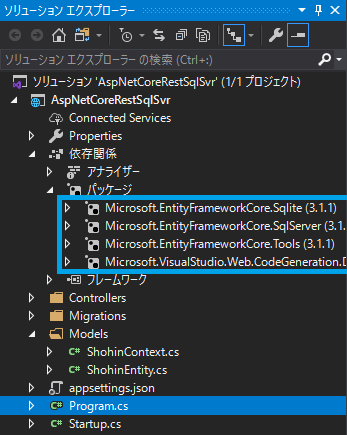 ソリューション エクスプローラー
ソリューション エクスプローラー の検索 (Ctrl+:)
ソリューション 'AspNetCoreRestSqlSvr' (1/1 プロジェクト)
AspNetCoreRestSqlSvr
Connected Services
Properties
依存関係
アナライザー
パッケージ
Microsoft.EntityFrameworkCore.Sqlite (3.1.1)
Microsoft.EntityFrameworkCore.SqlServer (3.1.
Microsoft.EntityFrameworkCore.Tools (3.1.1)
Microsoft.VisualStudio.Web.CodeGeneration.D
フレームワーク
Controllers
Migrations
Models
ShohinContext.cs
ShohinEntity.cs
appsettings.json
Program.cs
Startup.cs